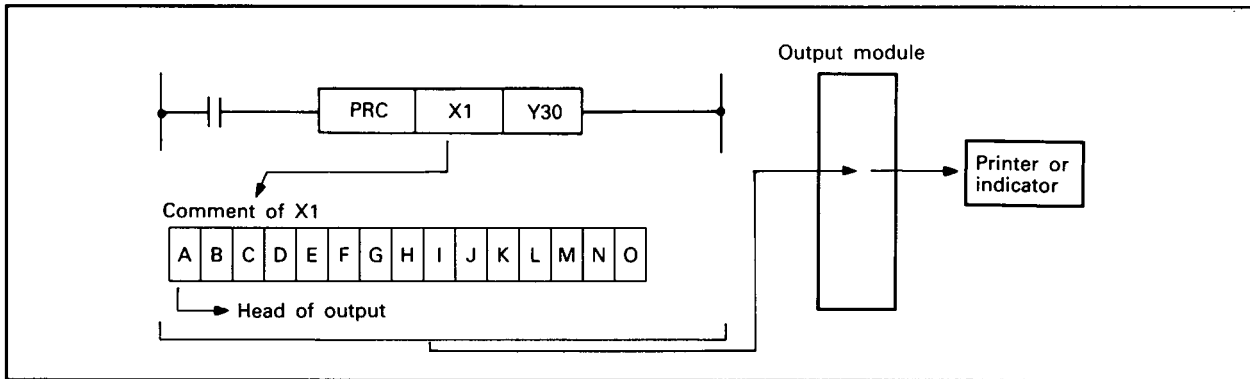 Output module
PRC X1 Y30
Printer or
indicator
Comment of X1
A B C D E F G H I J K L M N O
Head of output